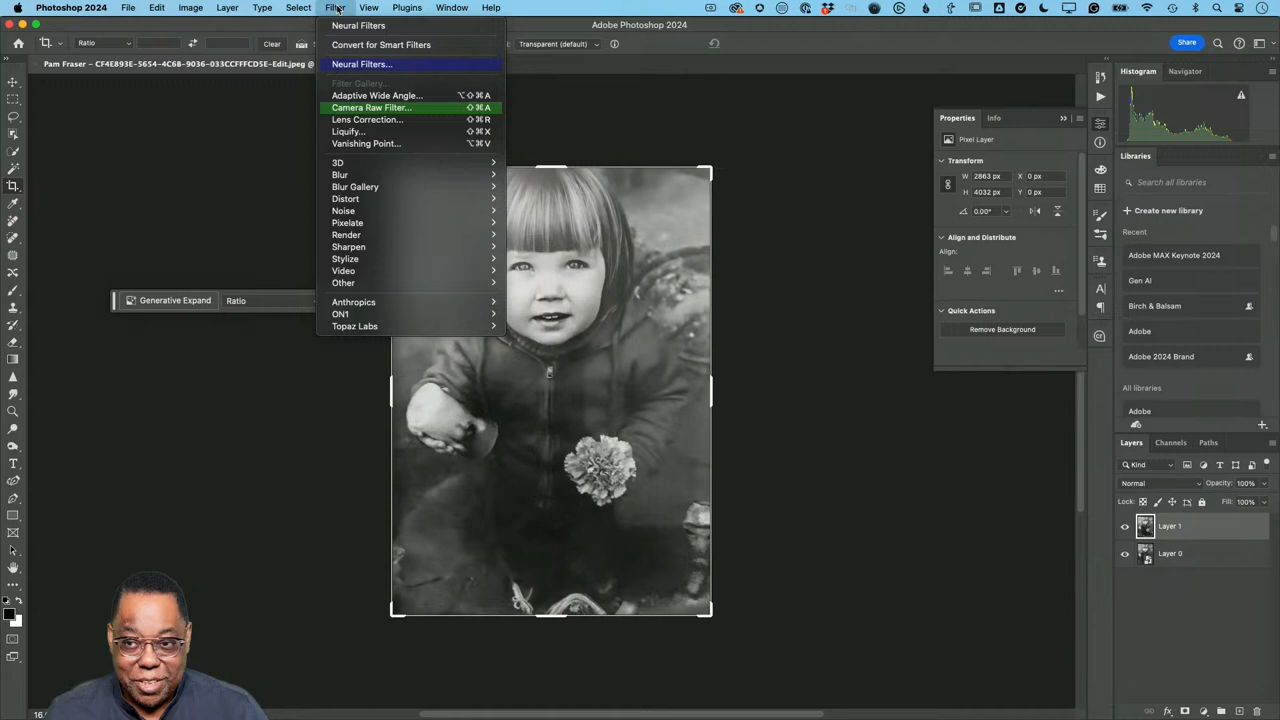 Photoshop 2024 File Edit Image Layer Type Select Filter View Plugins Window Help
Adobe Photoshop 2024
Ratio Clear Transparent (default) Share
Pam Fraser – CF4E893E-5654-4C6B-9036-033CCFFFCD5E-Edit.jpeg @
Neural Filters
Convert for Smart Filters
Neural Filters...
Filter Gallery...
Adaptive Wide Angle... ⌥⇧⌘A
Camera Raw Filter... ⇧⌘A
Lens Correction... ⇧⌘R
Liquify... ⇧⌘X
Vanishing Point... ⌥⌘V
3D
Blur
Blur Gallery
Distort
Noise
Pixelate
Render
Sharpen
Stylize
Video
Other
Anthropics
ON1
Topaz Labs
Generative Expand Ratio
Properties Info
Pixel Layer
Transform
W 2863 px X 0 px
H 4032 px Y 0 px
0.00°
Align and Distribute
Align:
Quick Actions
Remove Background
Histogram Navigator
Libraries
Search all libraries
Create new library
Recent
Adobe MAX Keynote 2024
Gen AI
Birch & Balsam
Adobe
Adobe 2024 Brand
All libraries
Adobe
Layers Channels Paths
Kind
Normal Opacity: 100%
Lock: Fill: 100%
Layer 1
Layer 0